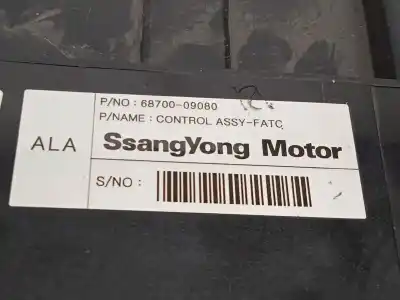 P/NO : 68700-09080
P/NAME : CONTROL ASSY-FATC
ALA
SsangYong Motor
S/NO :